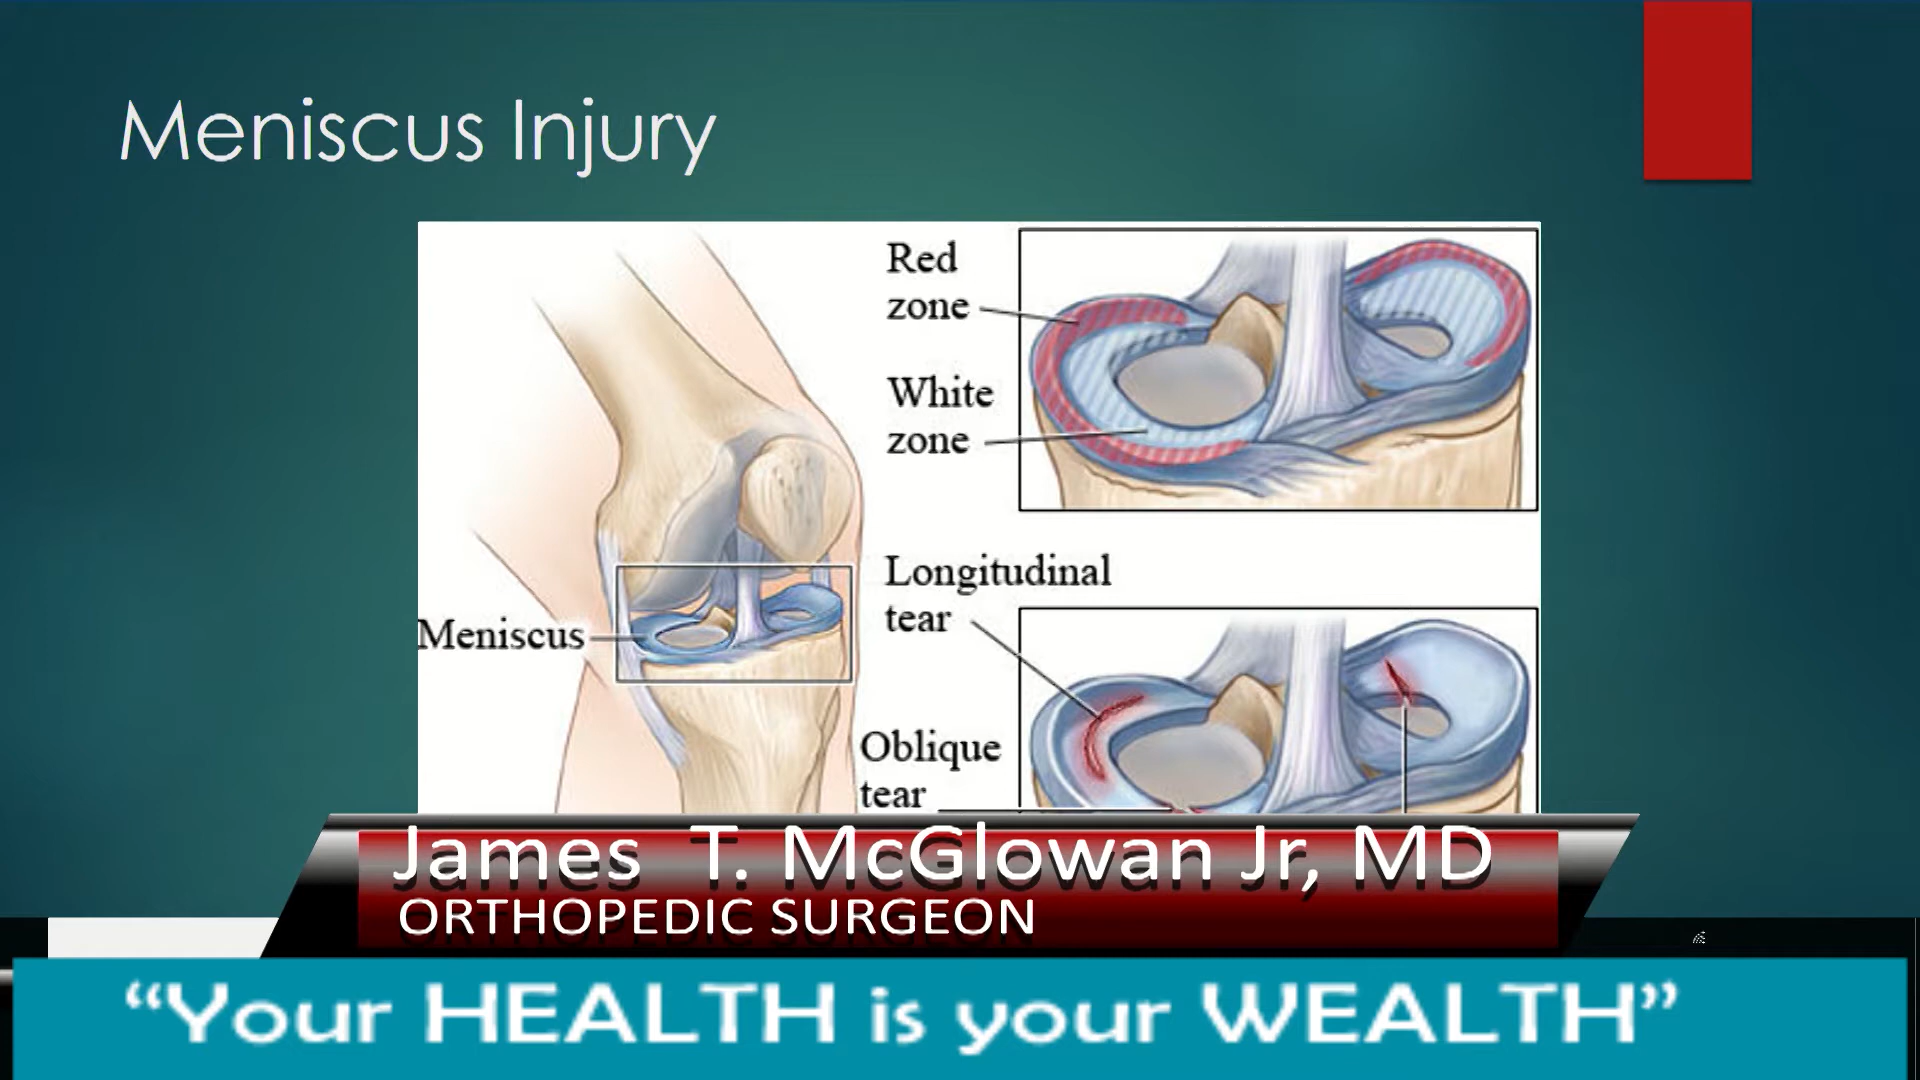 Meniscus Injury
Red
zone
White
zone
Meniscus
Longitudinal
tear
Oblique
tear
James T. McGlowan Jr, MD
ORTHOPEDIC SURGEON
“Your HEALTH is your WEALTH”